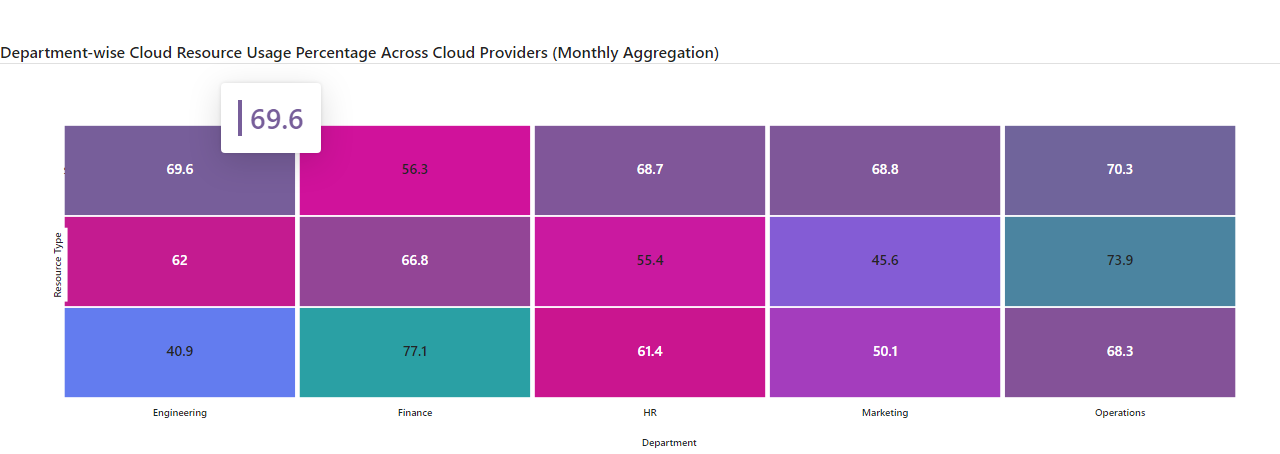 Department-wise Cloud Resource Usage Percentage Across Cloud Providers (Monthly Aggregation)
69.6
69.6 56.3 68.7 68.8 70.3
Resource Type
62 66.8 55.4 45.6 73.9
40.9 77.1 61.4 50.1 68.3
Engineering Finance HR Marketing Operations
Department